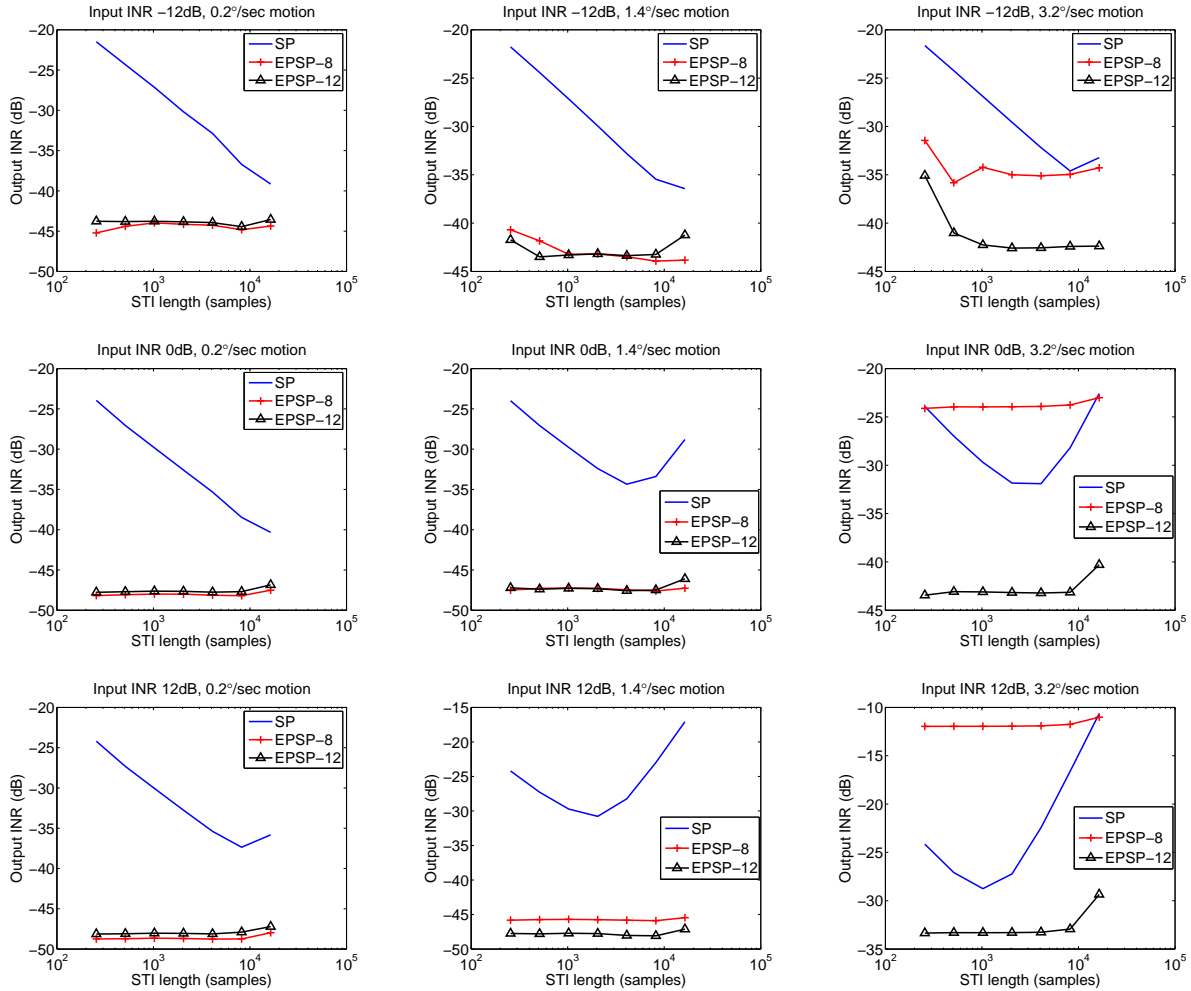 Input INR −12dB, 0.2°/sec motion
−20
−25
−30
−35
−40
−45
−50
Output INR (dB)
SP
EPSP−8
EPSP−12
10^2
10^3
10^4
10^5
STI length (samples)
Input INR −12dB, 1.4°/sec motion
−20
−25
−30
−35
−40
−45
Output INR (dB)
SP
EPSP−8
EPSP−12
10^2
10^3
10^4
10^5
STI length (samples)
Input INR −12dB, 3.2°/sec motion
−20
−25
−30
−35
−40
−45
Output INR (dB)
SP
EPSP−8
EPSP−12
10^2
10^3
10^4
10^5
STI length (samples)
Input INR 0dB, 0.2°/sec motion
−20
−25
−30
−35
−40
−45
−50
Output INR (dB)
SP
EPSP−8
EPSP−12
10^2
10^3
10^4
10^5
STI length (samples)
Input INR 0dB, 1.4°/sec motion
−20
−25
−30
−35
−40
−45
−50
Output INR (dB)
SP
EPSP−8
EPSP−12
10^2
10^3
10^4
10^5
STI length (samples)
Input INR 0dB, 3.2°/sec motion
−20
−25
−30
−35
−40
−45
Output INR (dB)
SP
EPSP−8
EPSP−12
10^2
10^3
10^4
10^5
STI length (samples)
Input INR 12dB, 0.2°/sec motion
−20
−25
−30
−35
−40
−45
−50
Output INR (dB)
SP
EPSP−8
EPSP−12
10^2
10^3
10^4
10^5
STI length (samples)
Input INR 12dB, 1.4°/sec motion
−15
−20
−25
−30
−35
−40
−45
−50
Output INR (dB)
SP
EPSP−8
EPSP−12
10^2
10^3
10^4
10^5
STI length (samples)
Input INR 12dB, 3.2°/sec motion
−10
−15
−20
−25
−30
−35
Output INR (dB)
SP
EPSP−8
EPSP−12
10^2
10^3
10^4
10^5
STI length (samples)